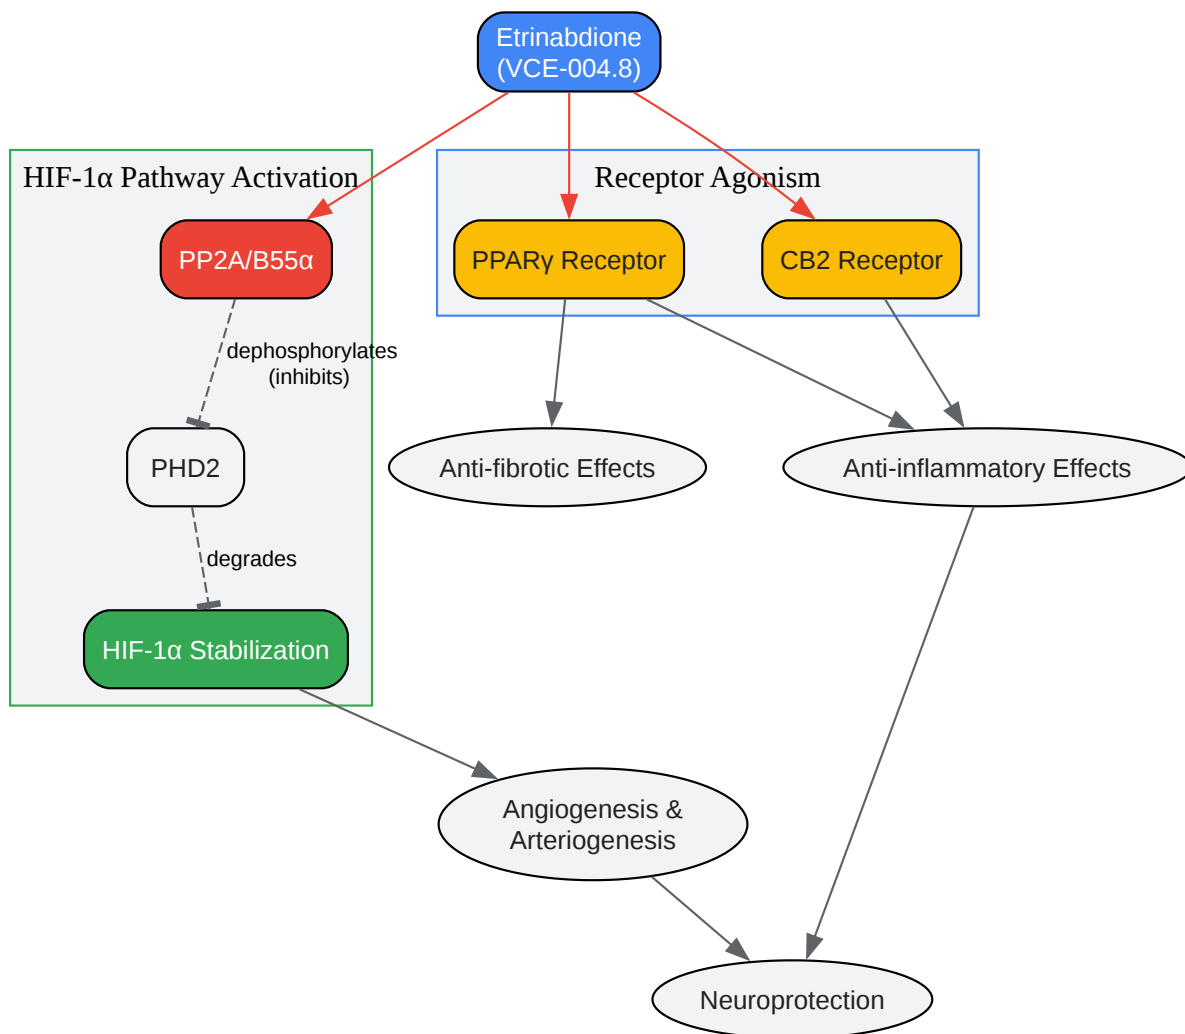 Etrinabdione
(VCE-004.8)
HIF-1α Pathway Activation
Receptor Agonism
PP2A/B55α
PPARγ Receptor
CB2 Receptor
dephosphorylates
(inhibits)
PHD2
Anti-fibrotic Effects
Anti-inflammatory Effects
degrades
HIF-1α Stabilization
Angiogenesis &
Arteriogenesis
Neuroprotection